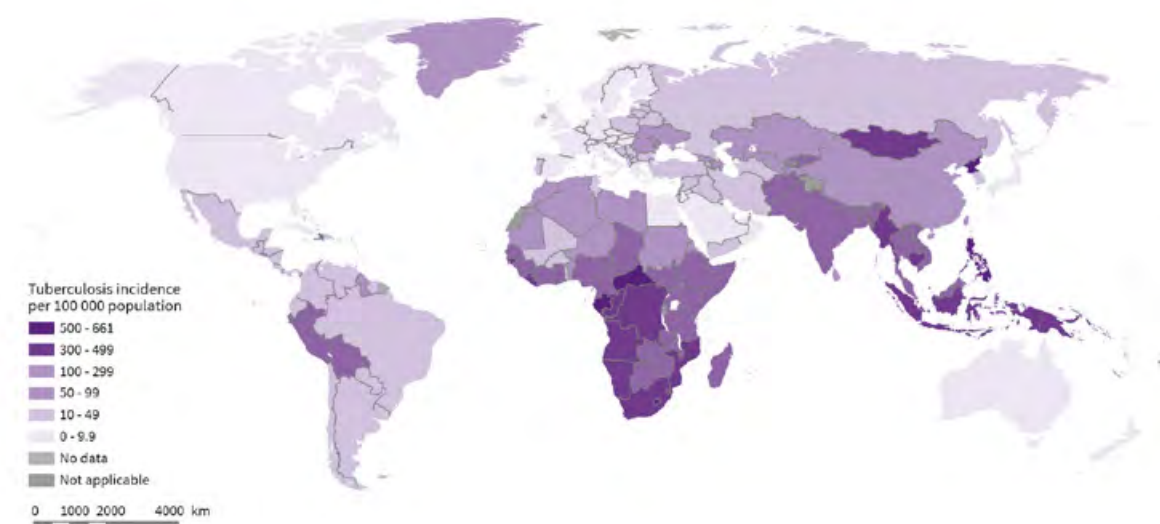 Tuberculosis incidence
per 100 000 population
500 - 661
300 - 499
100 - 299
50 - 99
10 - 49
0 - 9.9
No data
Not applicable
0 1000 2000 4000 km